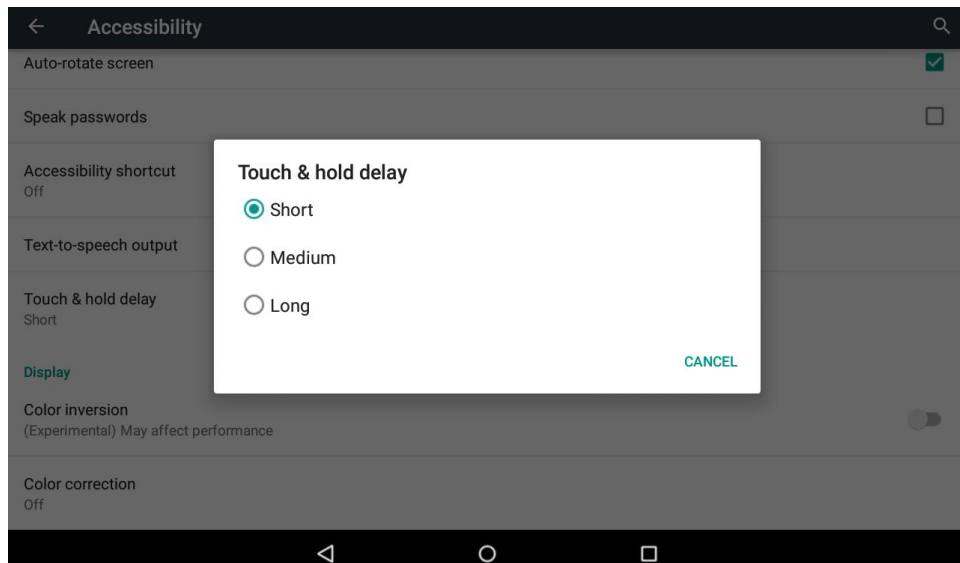 Accessibility
Auto-rotate screen
Speak passwords
Accessibility shortcut
Off
Text-to-speech output
Touch & hold delay
Short
Display
Color inversion
(Experimental) May affect performance
Color correction
Off
Touch & hold delay
Short
Medium
Long
CANCEL